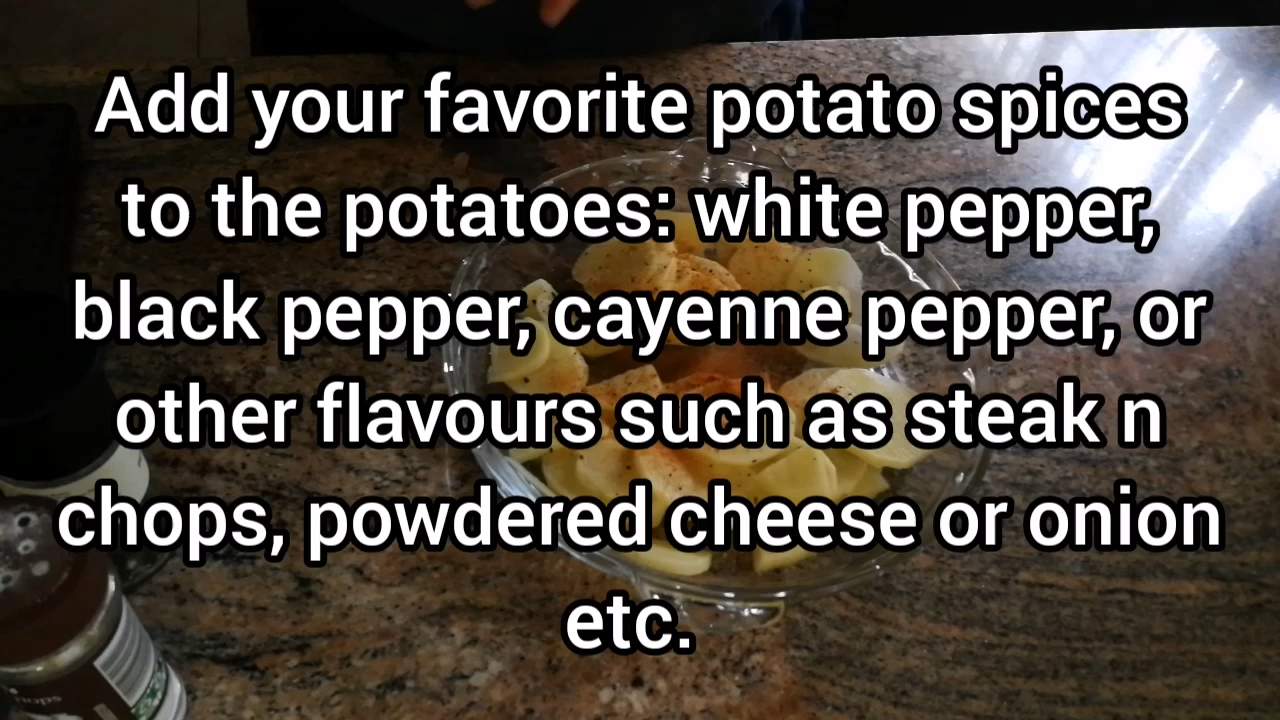 Add your favorite potato spices
to the potatoes: white pepper,
black pepper, cayenne pepper, or
other flavours such as steak n
chops, powdered cheese or onion
etc.